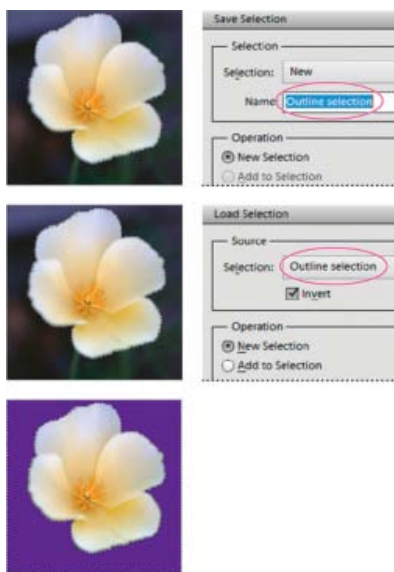 Save Selection
Selection
Selection: New
Name: Outline selection
Operation
New Selection
Add to Selection
Load Selection
Source
Selection: Outline selection
Invert
Operation
New Selection
Add to Selection